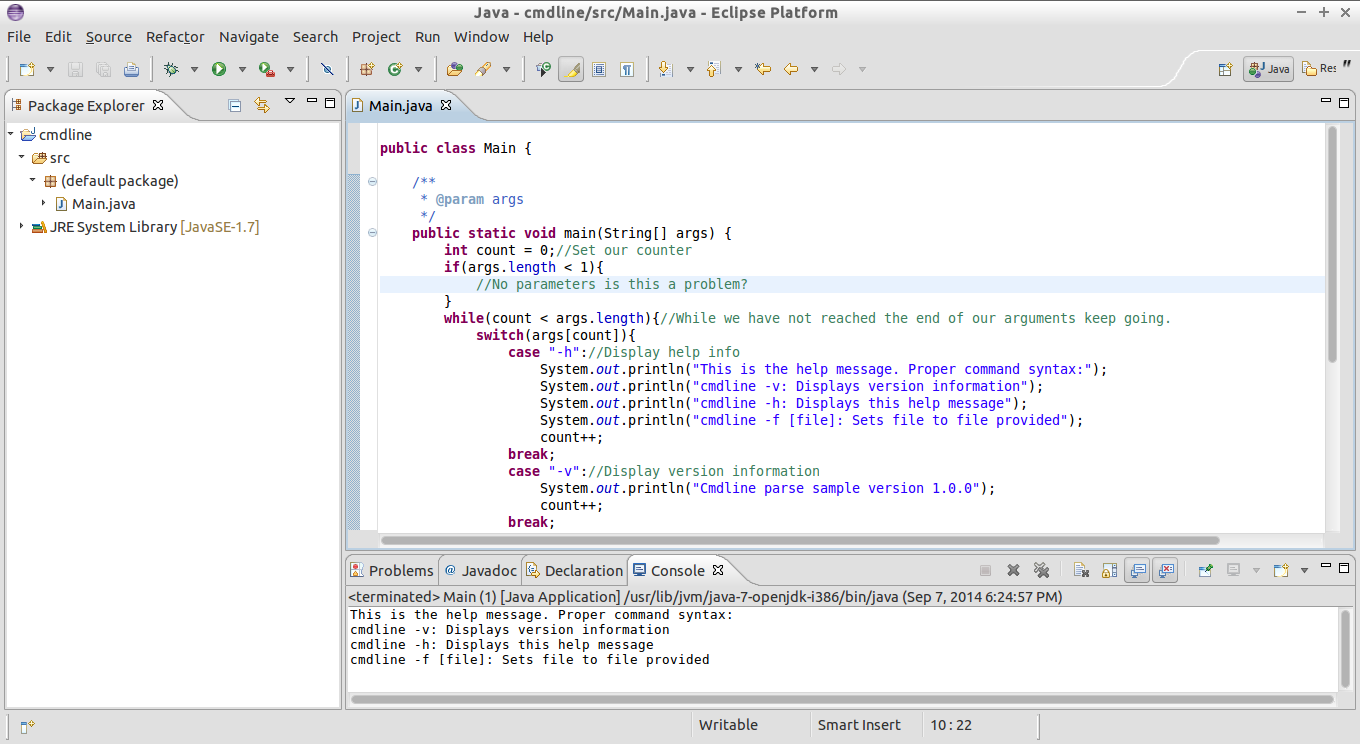 Java - cmdline/src/Main.java - Eclipse Platform
File Edit Source Refactor Navigate Search Project Run Window Help
Java Res "
Package Explorer
cmdline
src
(default package)
Main.java
JRE System Library [JavaSE-1.7]
Main.java
public class Main {
/**
* @param args
*/
public static void main(String[] args) {
int count = 0;//Set our counter
if(args.length < 1){
//No parameters is this a problem?
}
while(count < args.length){//While we have not reached the end of our arguments keep going.
switch(args[count]){
case "-h"://Display help info
System.out.println("This is the help message. Proper command syntax:");
System.out.println("cmdline -v: Displays version information");
System.out.println("cmdline -h: Displays this help message");
System.out.println("cmdline -f [file]: Sets file to file provided");
count++;
break;
case "-v"://Display version information
System.out.println("Cmdline parse sample version 1.0.0");
count++;
break;
Problems @ Javadoc Declaration Console
<terminated> Main (1) [Java Application] /usr/lib/jvm/java-7-openjdk-i386/bin/java (Sep 7, 2014 6:24:57 PM)
This is the help message. Proper command syntax:
cmdline -v: Displays version information
cmdline -h: Displays this help message
cmdline -f [file]: Sets file to file provided
Writable Smart Insert 10 : 22